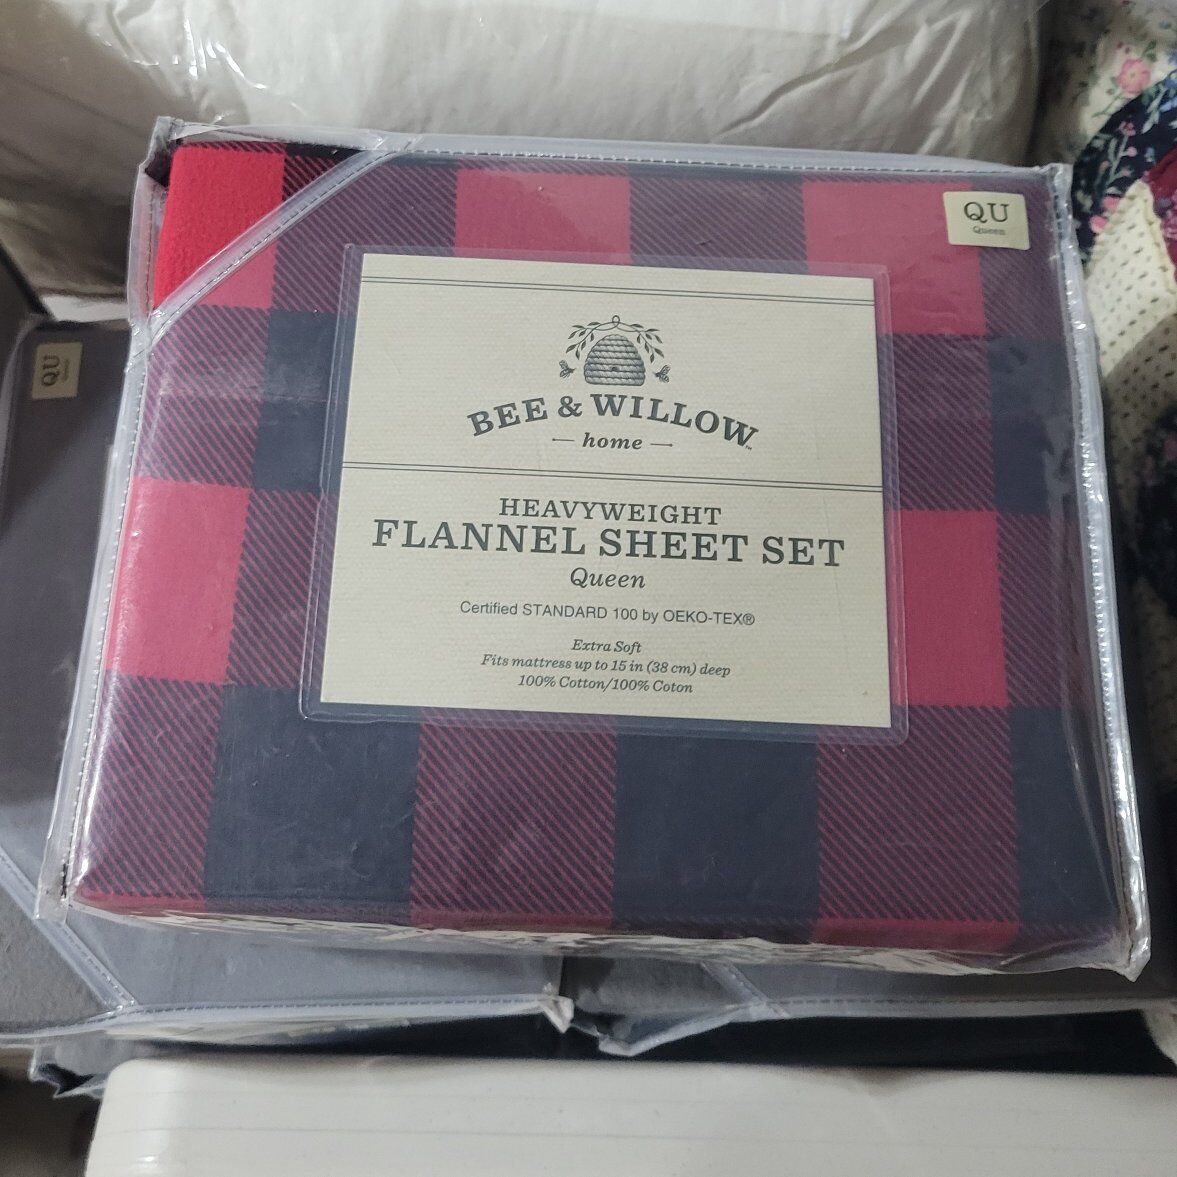 QU
Queen
QU
BEE & WILLOW™
— home —
HEAVYWEIGHT
FLANNEL SHEET SET
Queen
Certified STANDARD 100 by OEKO-TEX®
Extra Soft
Fits mattress up to 15 in (38 cm) deep
100% Cotton/100% Coton